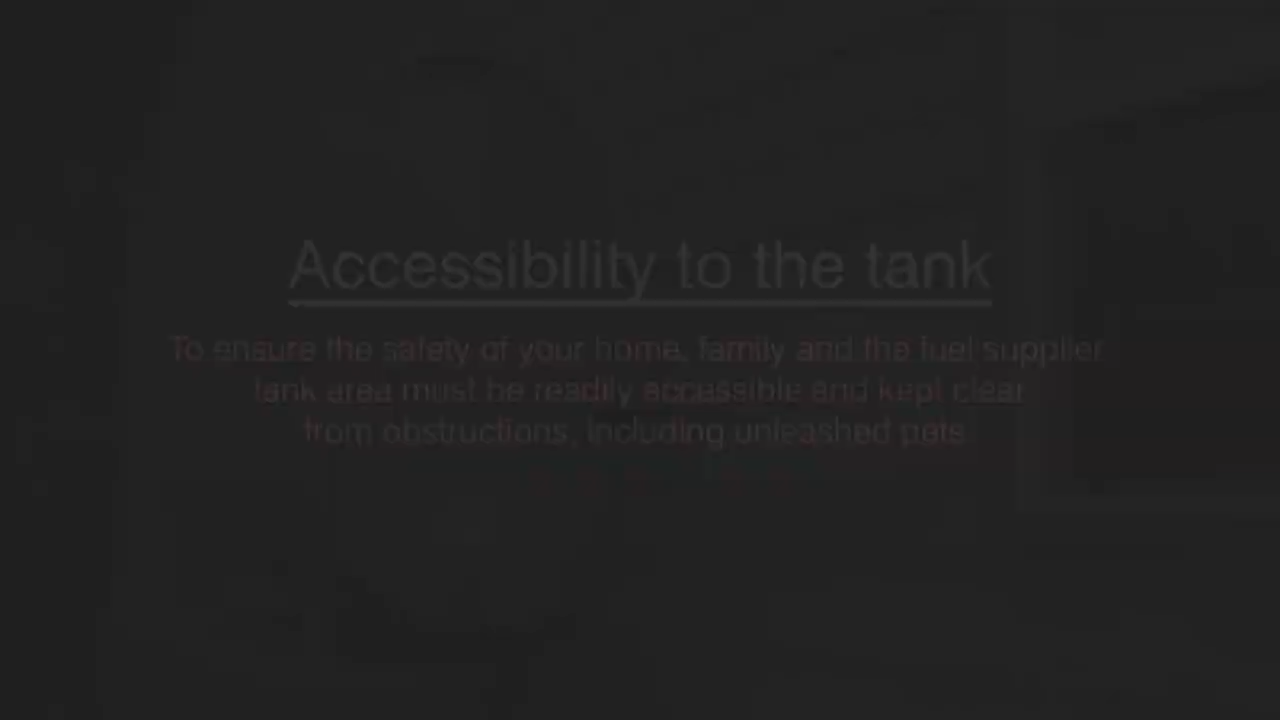 Accessibility to the tank
To ensure the safety of your home, family and the fuel supplier
tank area must be readily accessible and kept clear
from obstructions, including unleashed pets